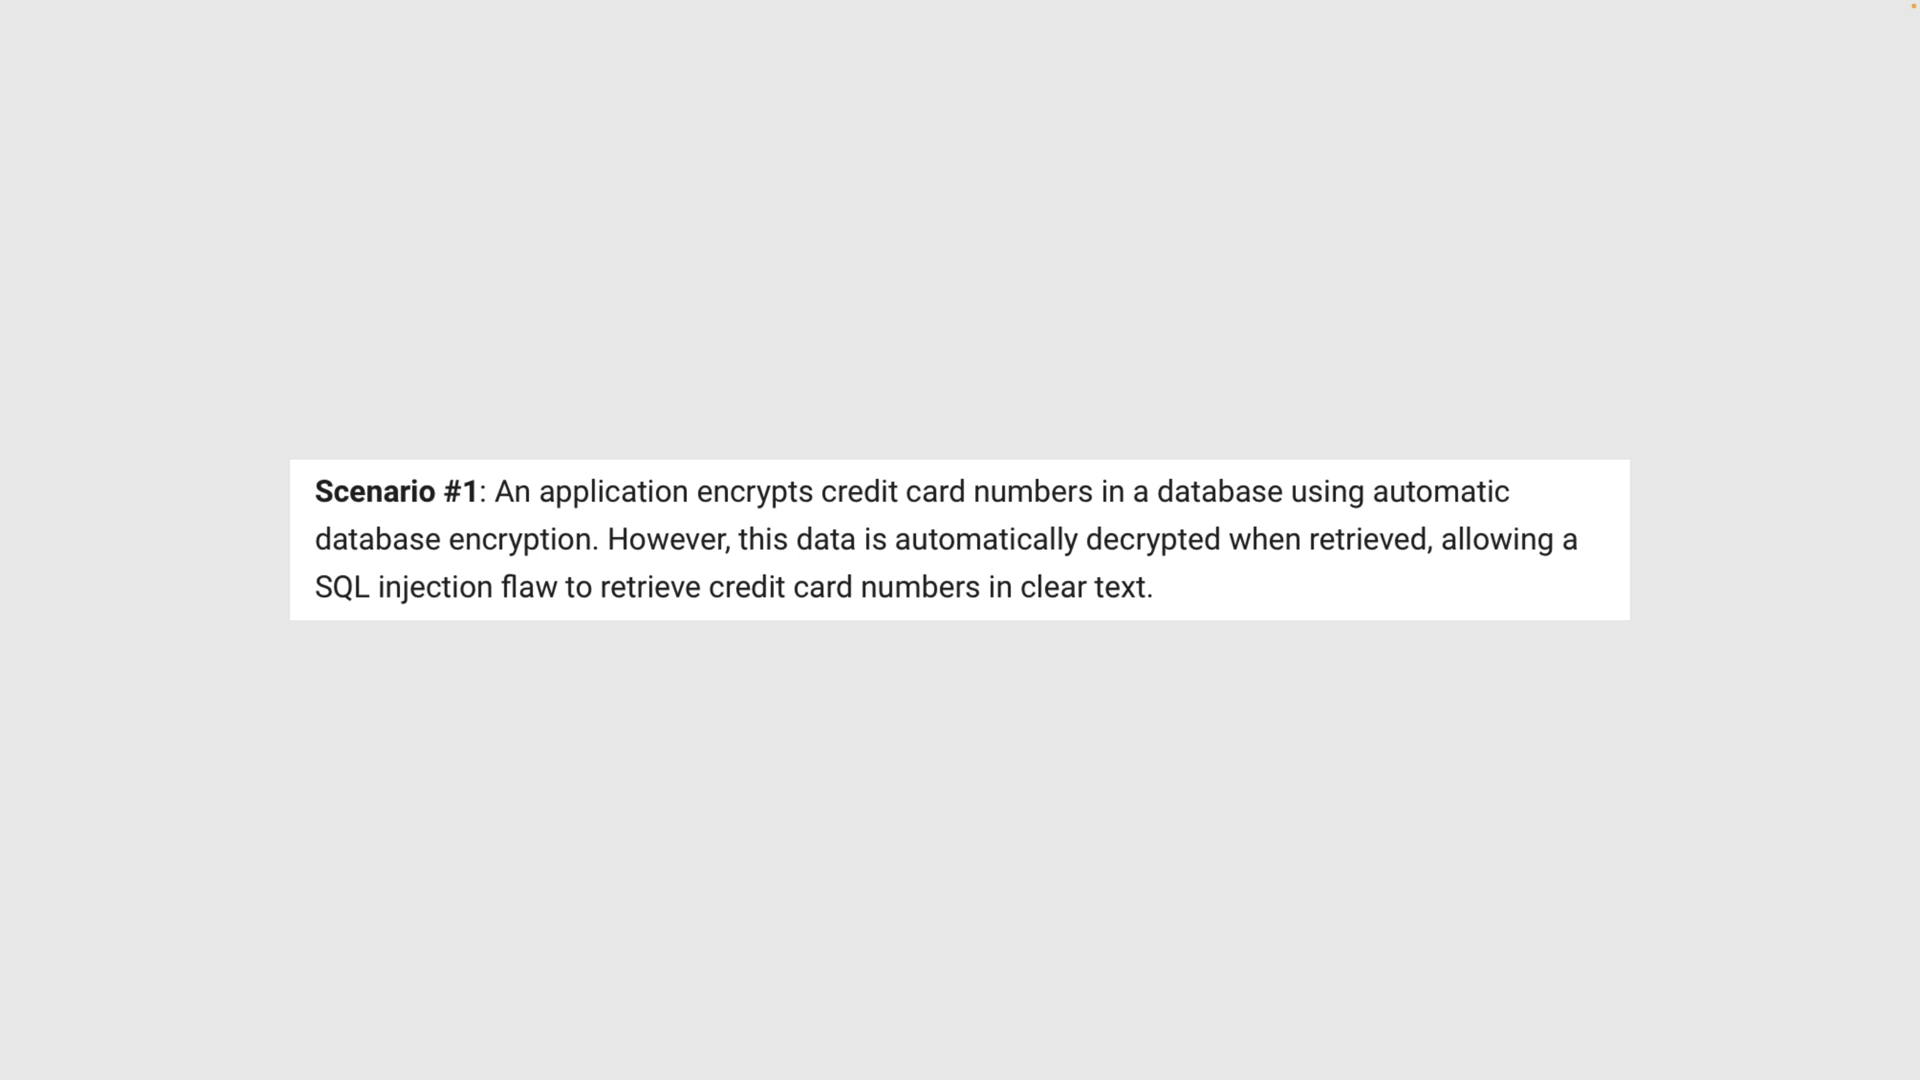 Scenario #1: An application encrypts credit card numbers in a database using automatic
database encryption. However, this data is automatically decrypted when retrieved, allowing a
SQL injection flaw to retrieve credit card numbers in clear text.